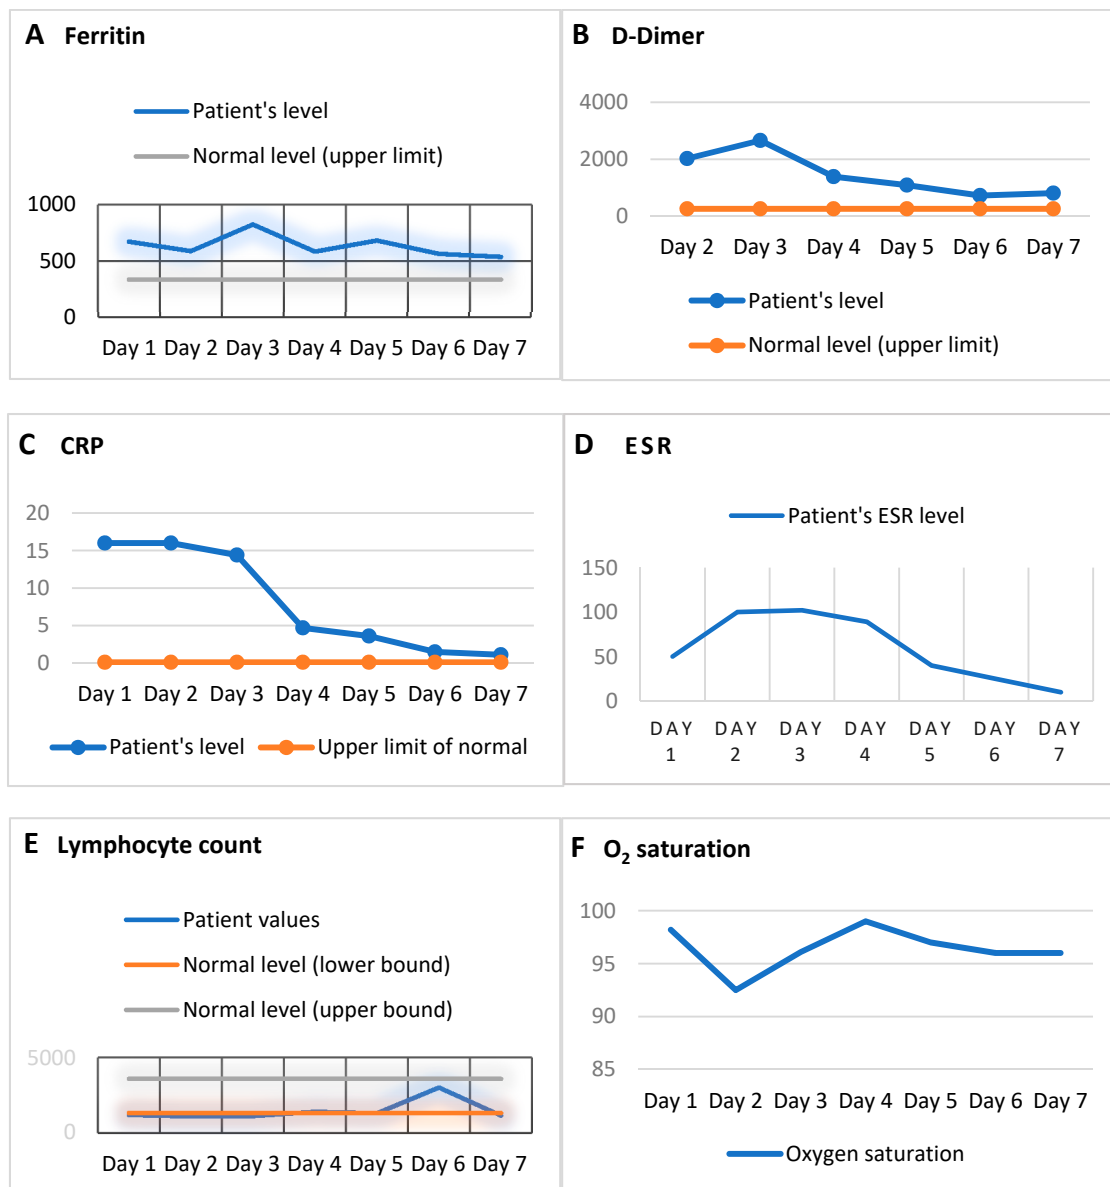 A Ferritin
Patient's level
Normal level (upper limit)
1000
500
0
Day 1 Day 2 Day 3 Day 4 Day 5 Day 6 Day 7
B D-Dimer
4000
2000
0
Day 2 Day 3 Day 4 Day 5 Day 6 Day 7
Patient's level
Normal level (upper limit)
C CRP
20
15
10
5
0
Day 1 Day 2 Day 3 Day 4 Day 5 Day 6 Day 7
Patient's level Upper limit of normal
D ESR
Patient's ESR level
150
100
50
0
DAY DAY DAY DAY DAY DAY DAY
1 2 3 4 5 6 7
E Lymphocyte count
Patient values
Normal level (lower bound)
Normal level (upper bound)
5000
0
Day 1 Day 2 Day 3 Day 4 Day 5 Day 6 Day 7
F O₂ saturation
100
95
90
85
Day 1 Day 2 Day 3 Day 4 Day 5 Day 6 Day 7
Oxygen saturation